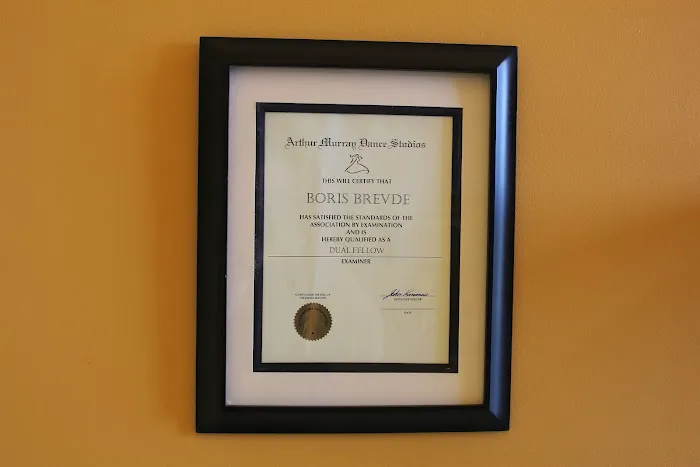 Arthur Murray Dance Studios
THIS WILL CERTIFY THAT
BORIS BREVDE
HAS SATISFIED THE STANDARDS OF THE
ASSOCIATION BY EXAMINATION
AND IS
HEREBY QUALIFIED AS A
DUAL FELLOW
EXAMINER
DATE